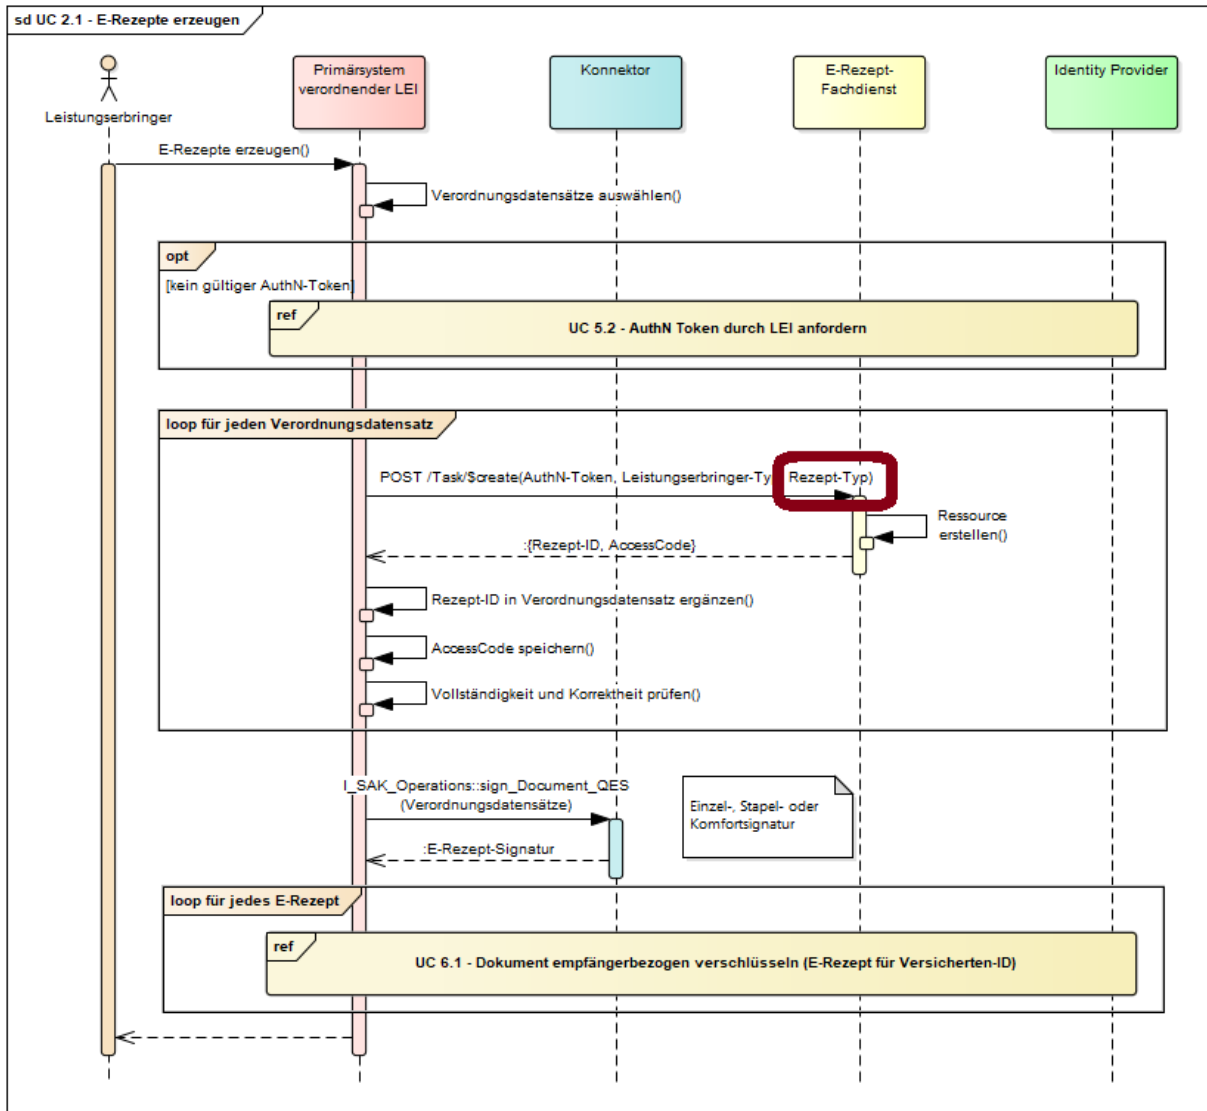 sd UC 2.1 - E-Rezepte erzeugen
Leistungserbringer
Primärsystem
verordnender LEI
Konnektor
E-Rezept-
Fachdienst
Identity Provider
E-Rezepte erzeugen()
Verordnungsdatensätze auswählen()
opt
[kein gültiger AuthN-Token]
ref
UC 5.2 - AuthN Token durch LEI anfordern
loop für jeden Verordnungsdatensatz
POST /Task/$create(AuthN-Token, Leistungserbringer-Ty Rezept-Typ)
Ressource
erstellen()
:{Rezept-ID, AccessCode}
Rezept-ID in Verordnungsdatensatz ergänzen()
AccessCode speichern()
Vollständigkeit und Korrektheit prüfen()
I_SAK_Operations::sign_Document_QES
(Verordnungsdatensätze)
Einzel-, Stapel- oder
Komfortsignatur
:E-Rezept-Signatur
loop für jedes E-Rezept
ref
UC 6.1 - Dokument empfängerbezogen verschlüsseln (E-Rezept für Versicherten-ID)